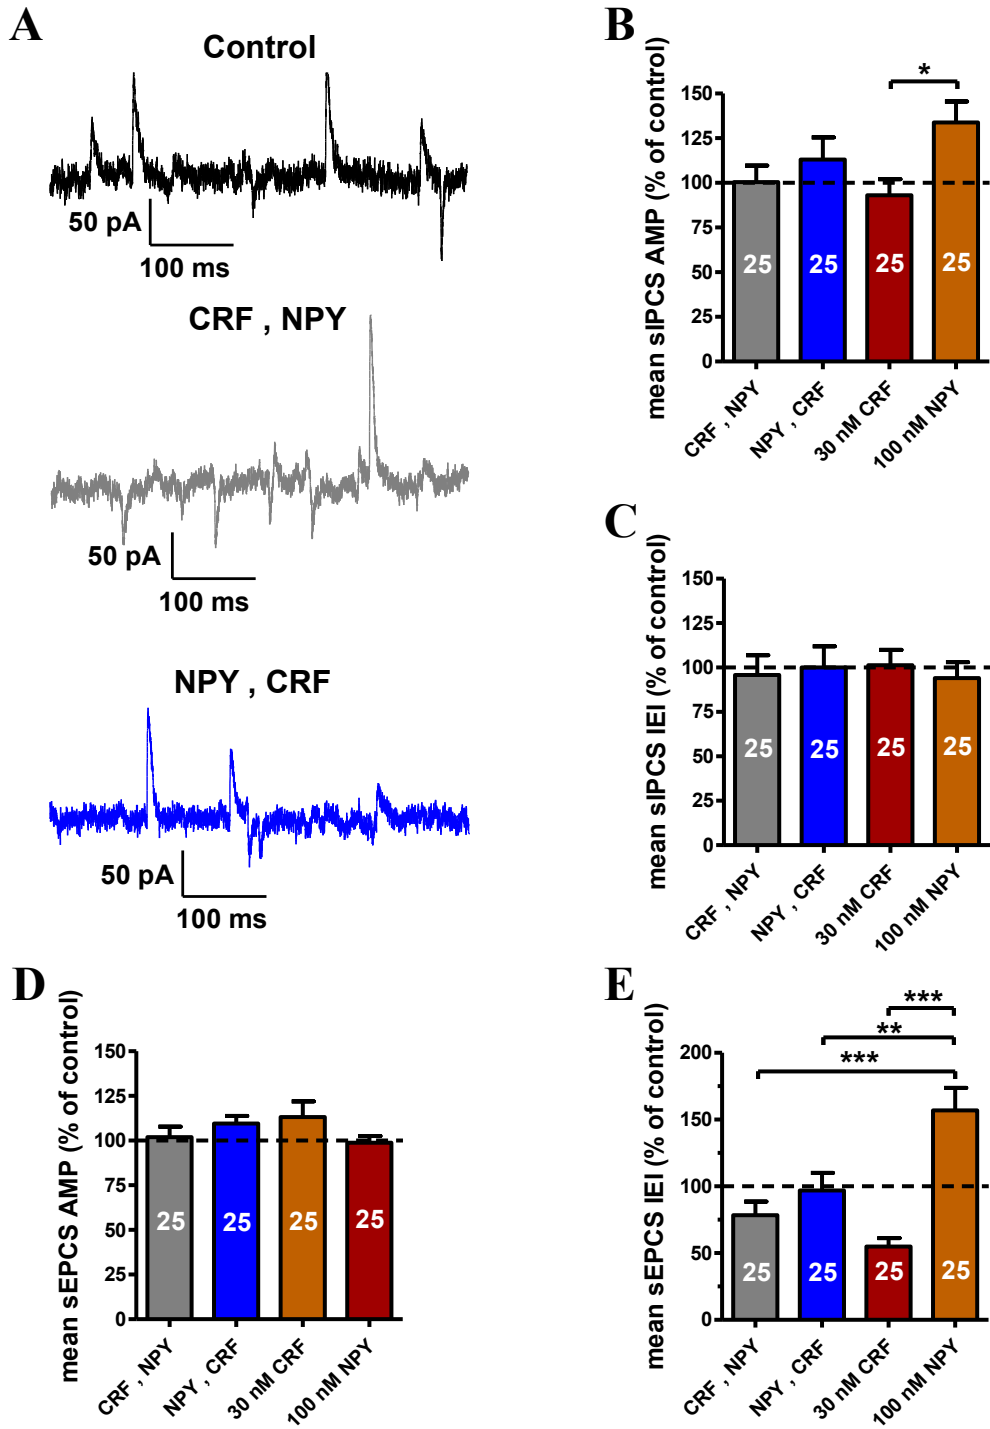 A
Control
50 pA
100 ms
CRF , NPY
50 pA
100 ms
NPY , CRF
50 pA
100 ms
B
mean sIPCS AMP (% of control)
*
150
125
100
75
50
25
0
25 25 25 25
CRF , NPY
NPY , CRF
30 nM CRF
100 nM NPY
C
mean sIPCS IEI (% of control)
150
125
100
75
50
25
0
25 25 25 25
CRF , NPY
NPY , CRF
30 nM CRF
100 nM NPY
D
mean sEPCS AMP (% of control)
150
125
100
75
50
25
0
25 25 25 25
CRF , NPY
NPY , CRF
30 nM CRF
100 nM NPY
E
mean sEPCS IEI (% of control)
***
**
***
200
150
100
50
0
25 25 25 25
CRF , NPY
NPY , CRF
30 nM CRF
100 nM NPY